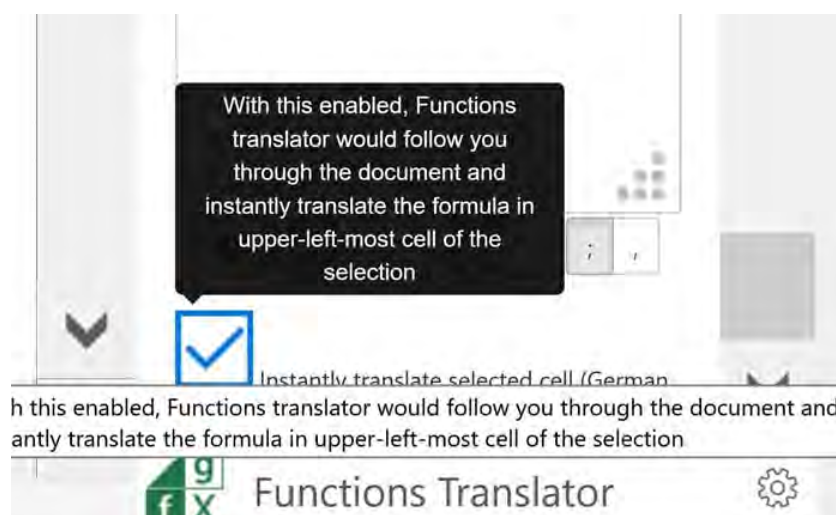 With this enabled, Functions
translator would follow you
through the document and
instantly translate the formula in
upper-left-most cell of the
selection
; ,
Instantly translate selected cell (German
h this enabled, Functions translator would follow you through the document and
antly translate the formula in upper-left-most cell of the selection
g
f X
Functions Translator